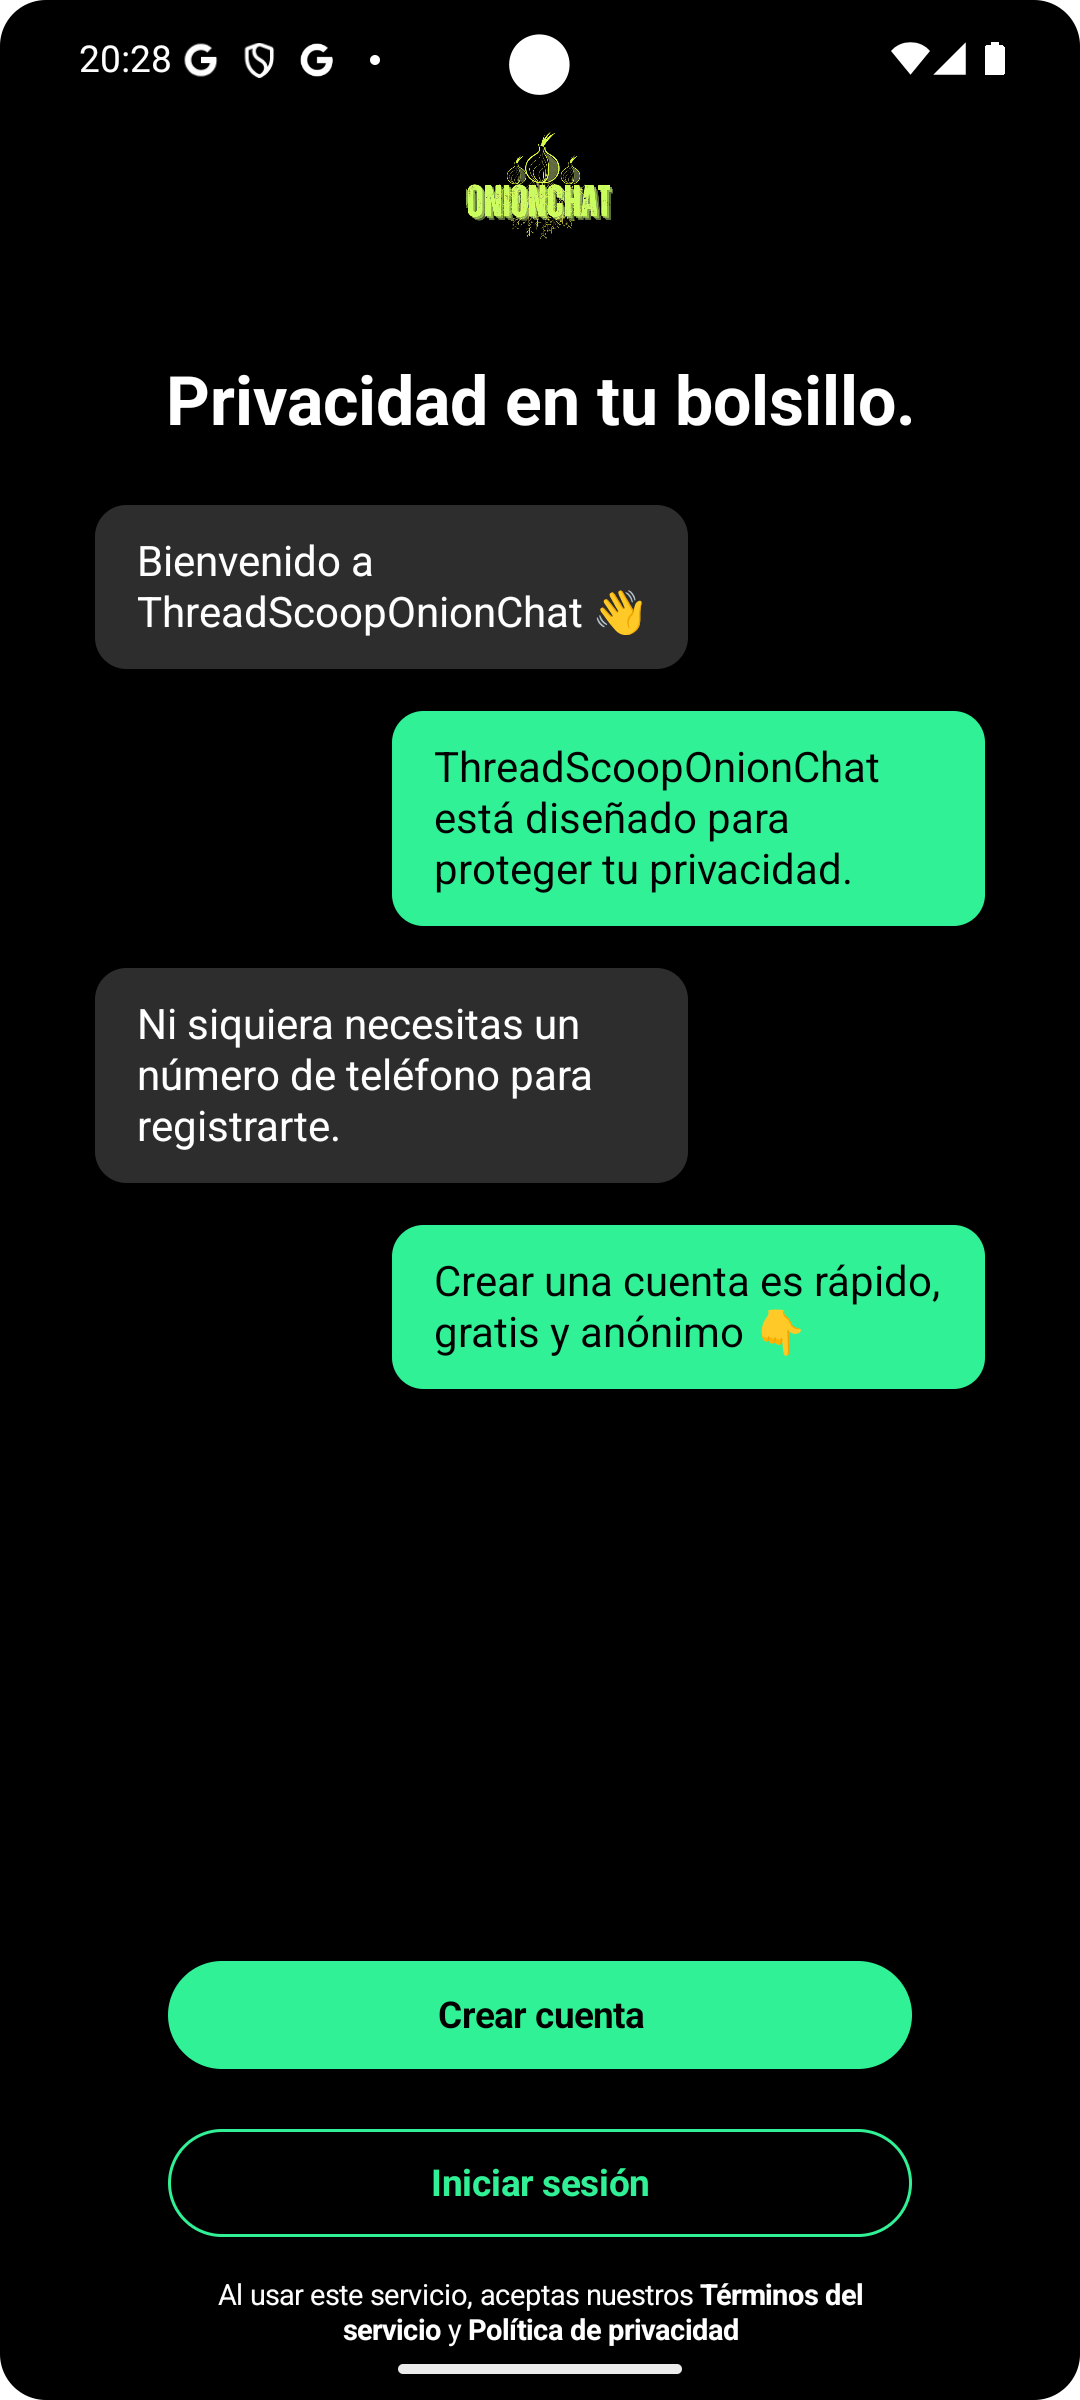 20:28
ONIONCHAT
Privacidad en tu bolsillo.
Bienvenido a
ThreadScoopOnionChat 👋
ThreadScoopOnionChat
está diseñado para
proteger tu privacidad.
Ni siquiera necesitas un
número de teléfono para
registrarte.
Crear una cuenta es rápido,
gratis y anónimo 👇
Crear cuenta
Iniciar sesión
Al usar este servicio, aceptas nuestros Términos del
servicio y Política de privacidad